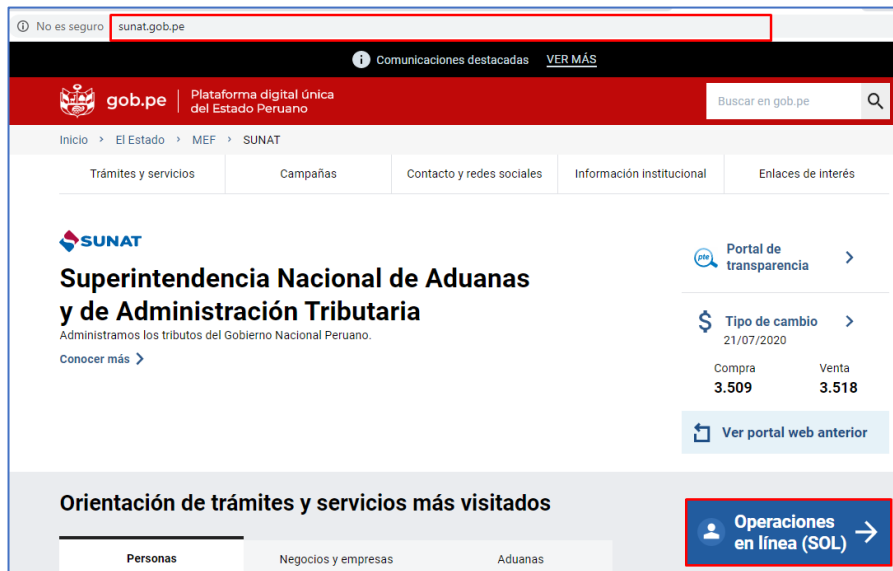 No es seguro sunat.gob.pe
Comunicaciones destacadas VER MÁS
gob.pe Plataforma digital única
del Estado Peruano
Buscar en gob.pe
Inicio > El Estado > MEF > SUNAT
Trámites y servicios Campañas Contacto y redes sociales Información institucional Enlaces de interés
SUNAT
Superintendencia Nacional de Aduanas
y de Administración Tributaria
Administramos los tributos del Gobierno Nacional Peruano.
Conocer más >
pte Portal de
transparencia >
$ Tipo de cambio >
21/07/2020
Compra Venta
3.509 3.518
Ver portal web anterior
Orientación de trámites y servicios más visitados
Operaciones
en línea (SOL)
Personas Negocios y empresas Aduanas